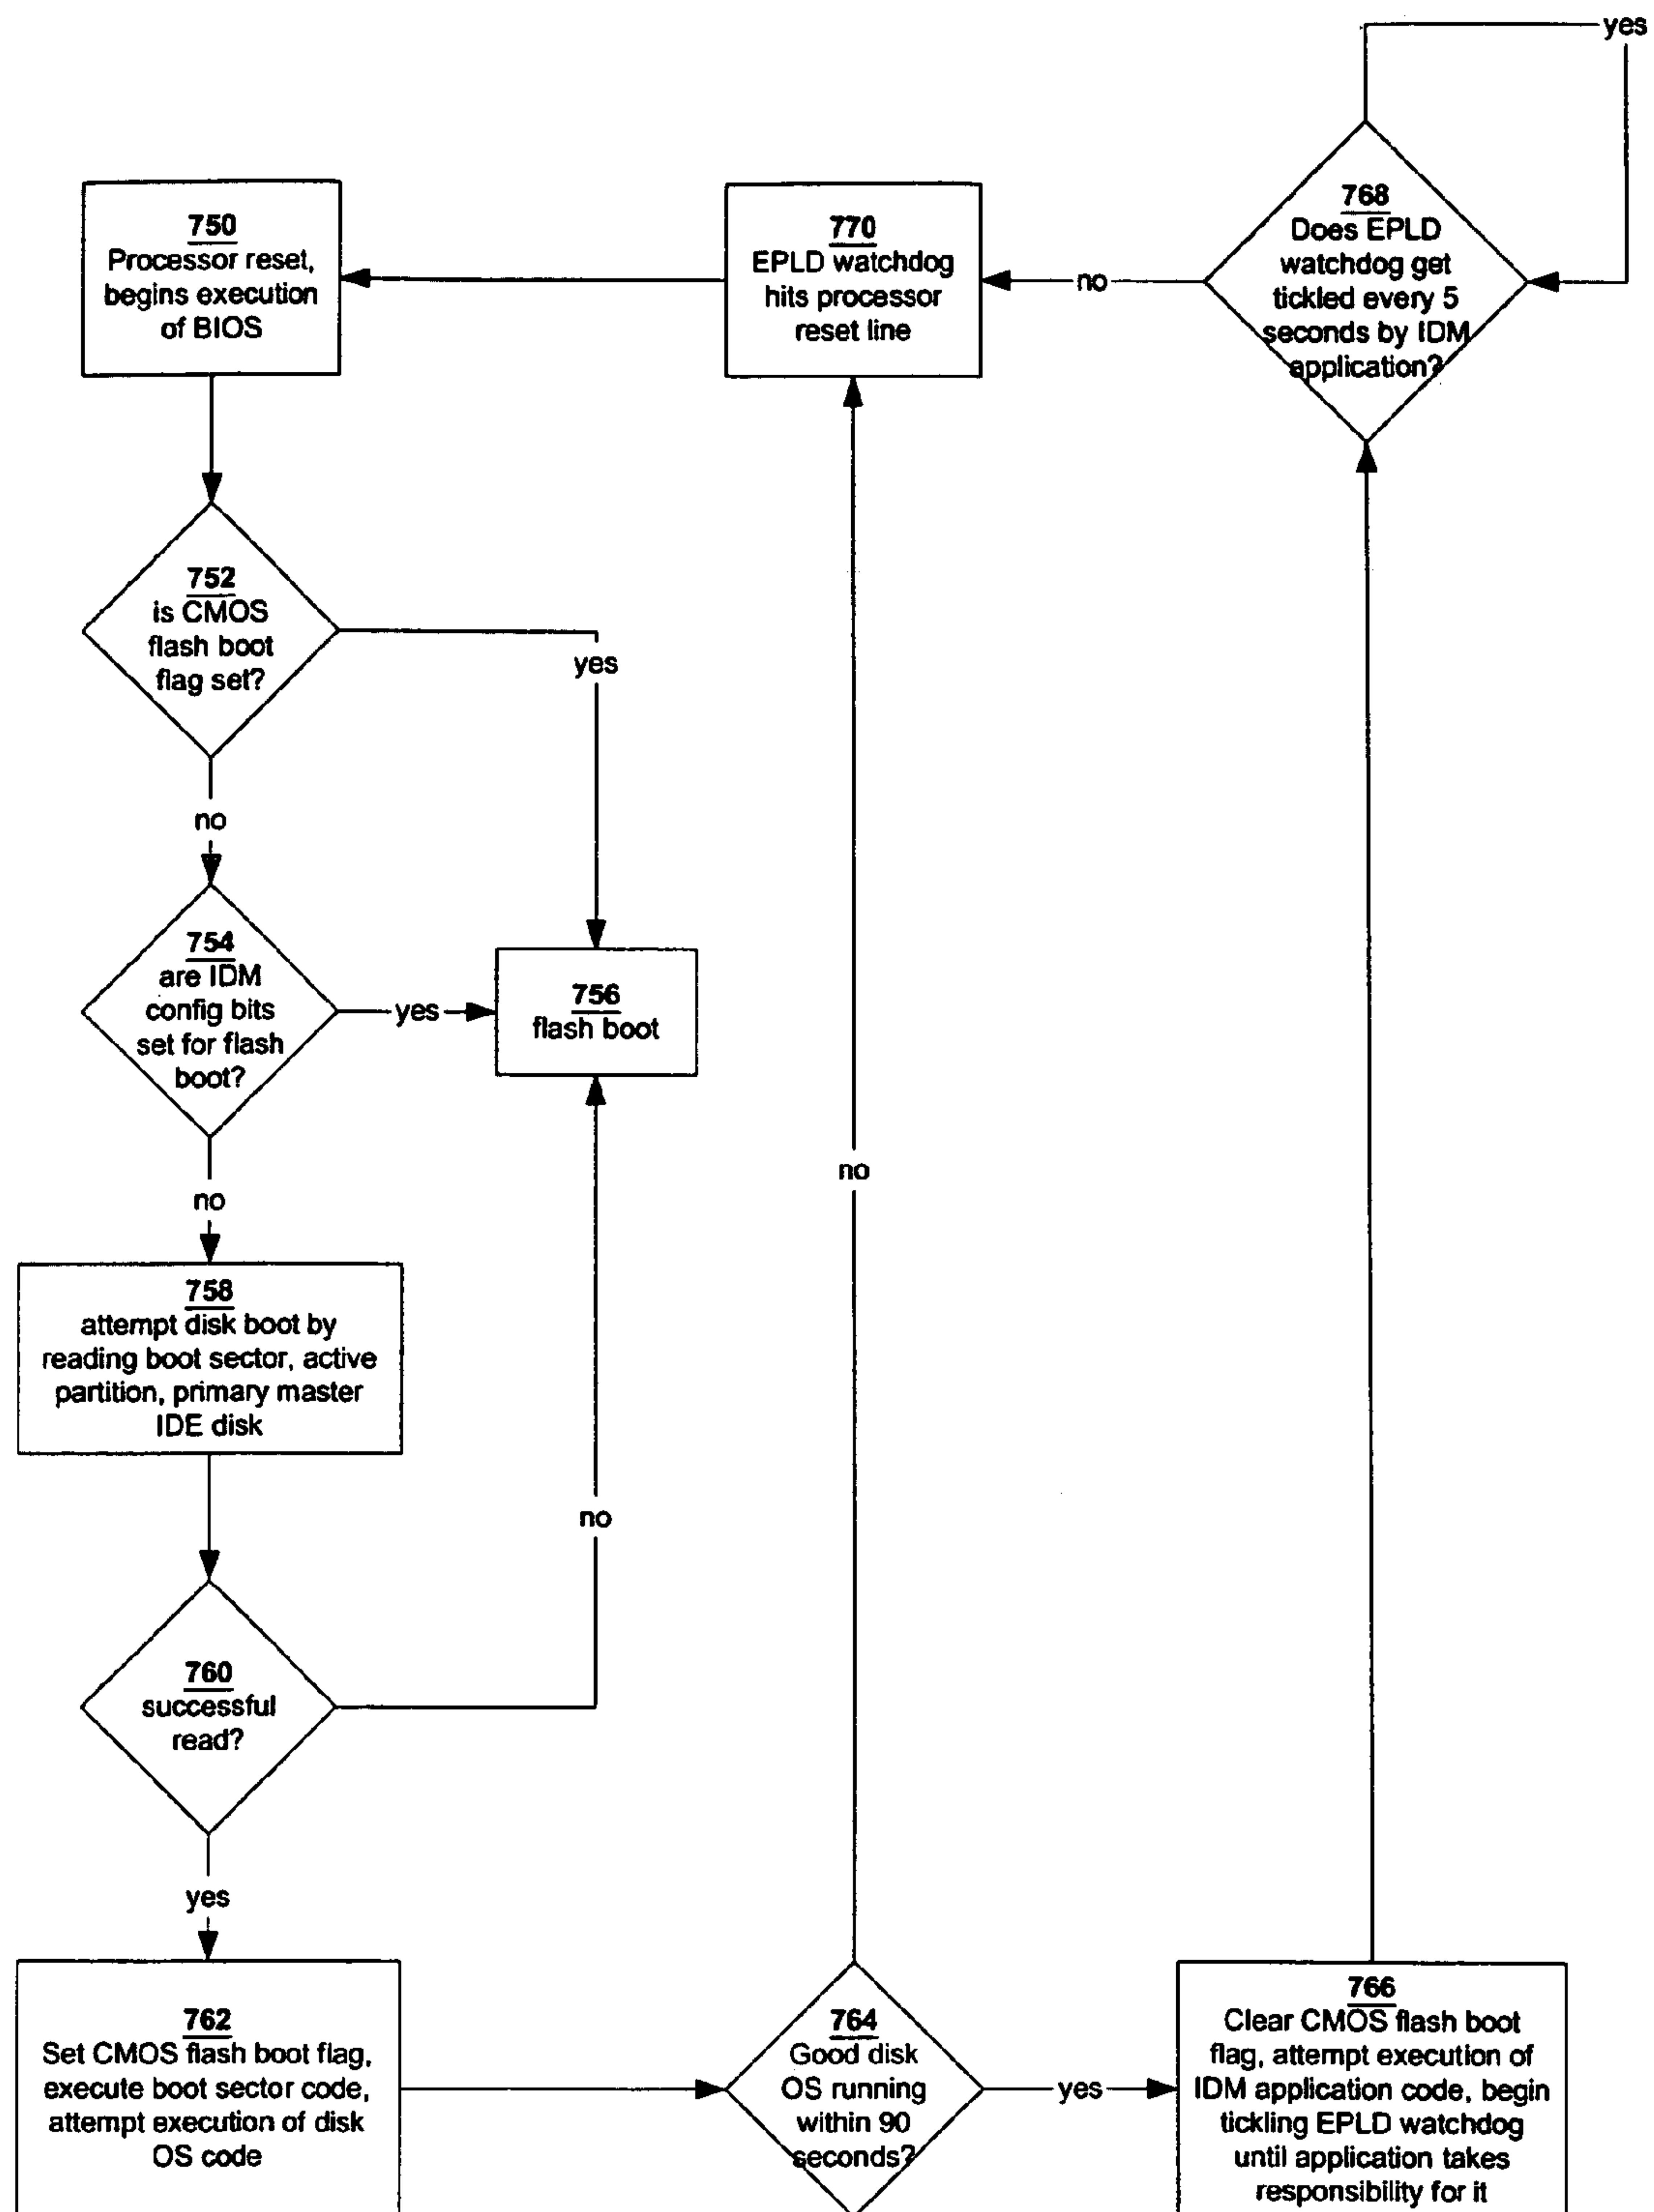 yes
750
Processor reset,
begins execution
of BIOS
770
EPLD watchdog
hits processor
reset line
no
768
Does EPLD
watchdog get
tickled every 5
seconds by IDM
application?
752
is CMOS
flash boot
flag set?
yes
no
754
are IDM
config bits
set for flash
boot?
yes
756
flash boot
no
no
758
attempt disk boot by
reading boot sector, active
partition, primary master
IDE disk
no
760
successful
read?
yes
762
Set CMOS flash boot flag,
execute boot sector code,
attempt execution of disk
OS code
764
Good disk
OS running
within 90
seconds?
yes
766
Clear CMOS flash boot
flag, attempt execution of
IDM application code, begin
tickling EPLD watchdog
until application takes
responsibility for it